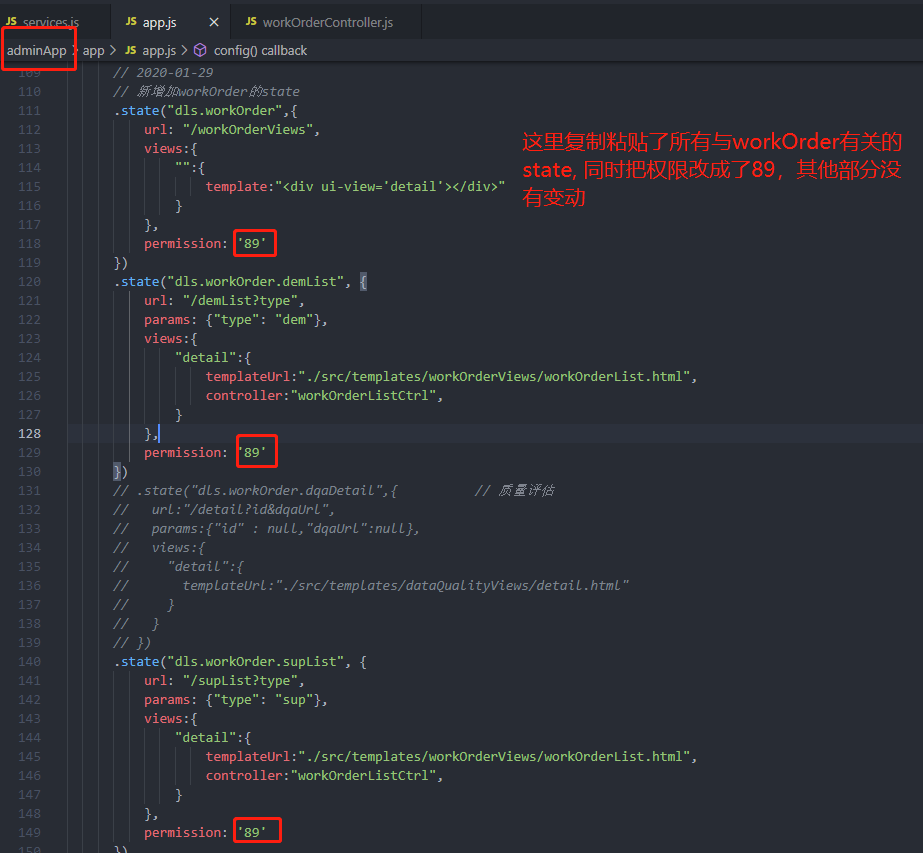 JS services.js JS app.js × JS workOrderController.js
adminApp > app > JS app.js > config() callback
109 // 2020-01-29
110 // 新增加workOrder的state
111 .state("dls.workOrder",{
112 url: "/workOrderViews",
113 views:{
114 "":{
115 template:"<div ui-view='detail'></div>"
116 }
117 },
118 permission: '89'
119 })
120 .state("dls.workOrder.demList", {
121 url: "/demList?type",
122 params: {"type": "dem"},
123 views:{
124 "detail":{
125 templateUrl:"./src/templates/workOrderViews/workOrderList.html",
126 controller:"workOrderListCtrl",
127 }
128 },
129 permission: '89'
130 })
131 // .state("dls.workOrder.dqaDetail",{ // 质量评估
132 // url:"/detail?id&dqaUrl",
133 // params:{"id" : null,"dqaUrl":null},
134 // views:{
135 // "detail":{
136 // templateUrl:"./src/templates/dataQualityViews/detail.html"
137 // }
138 // }
139 // })
140 .state("dls.workOrder.supList", {
141 url: "/supList?type",
142 params: {"type": "sup"},
143 views:{
144 "detail":{
145 templateUrl:"./src/templates/workOrderViews/workOrderList.html",
146 controller:"workOrderListCtrl",
147 }
148 },
149 permission: '89'
150 })
这里复制粘贴了所有与workOrder有关的
state, 同时把权限改成了89，其他部分没
有变动